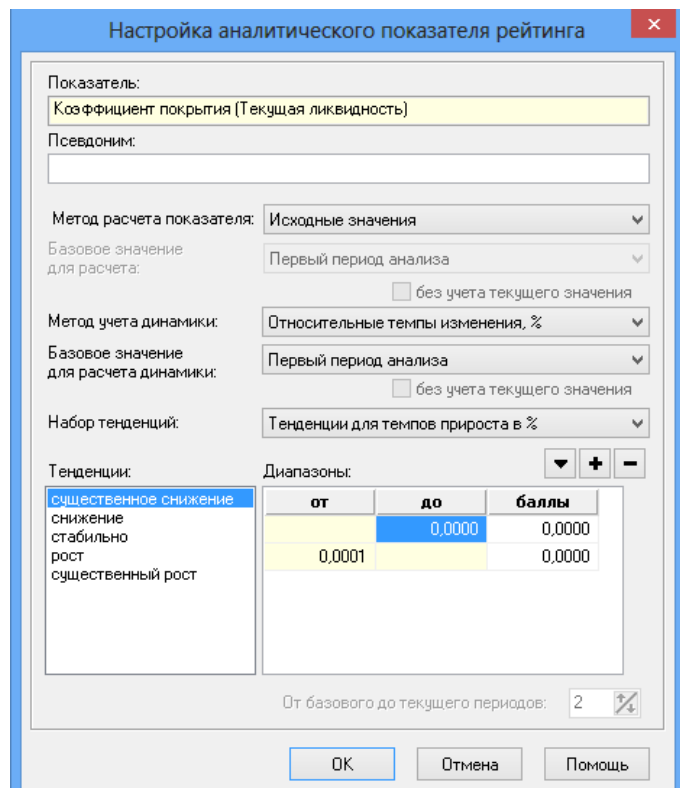 Настройка аналитического показателя рейтинга
Показатель:
Коэффициент покрытия (Текущая ликвидность)
Псевдоним:
Метод расчета показателя: Исходные значения
Базовое значение
для расчета: Первый период анализа
без учета текущего значения
Метод учета динамики: Относительные темпы изменения, %
Базовое значение
для расчета динамики: Первый период анализа
без учета текущего значения
Набор тенденций: Тенденции для темпов прироста в %
Тенденции: Диапазоны:
существенное снижение
снижение
стабильно
рост
существенный рост
от до баллы
0,0000 0,0000
0,0001 0,0000
От базового до текущего периодов: 2
OK Отмена Помощь